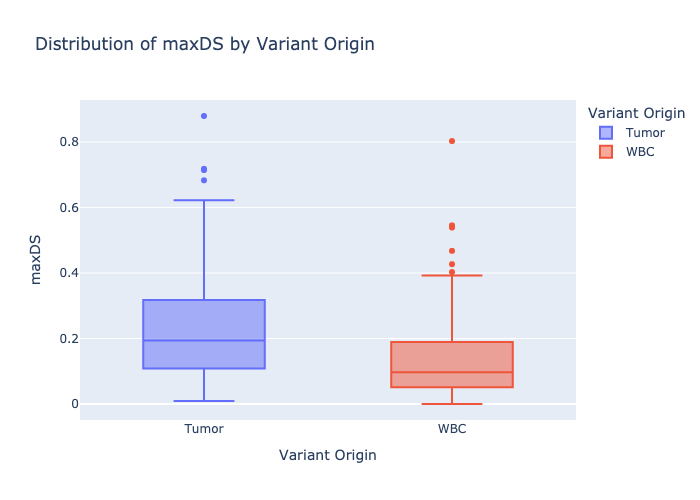 Distribution of maxDS by Variant Origin
Variant Origin
Tumor
WBC
maxDS
0.8
0.6
0.4
0.2
0
Tumor
WBC
Variant Origin